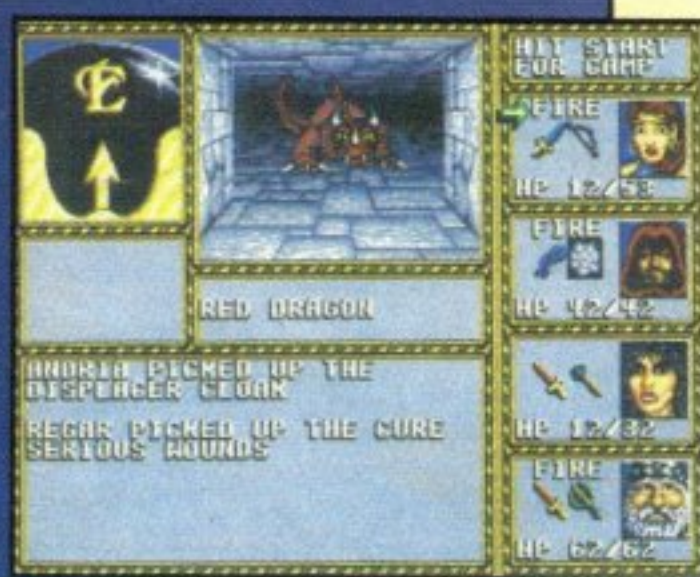 E
HIT START
FOR CAMP
FIRE
HP 12/53
FIRE
HP 42/42
HP 12/32
FIRE
HP 62/62
RED DRAGON
ANDRIA PICKED UP THE
DISPLACER CLOAK
REGAR PICKED UP THE CURE
SERIOUS WOUNDS